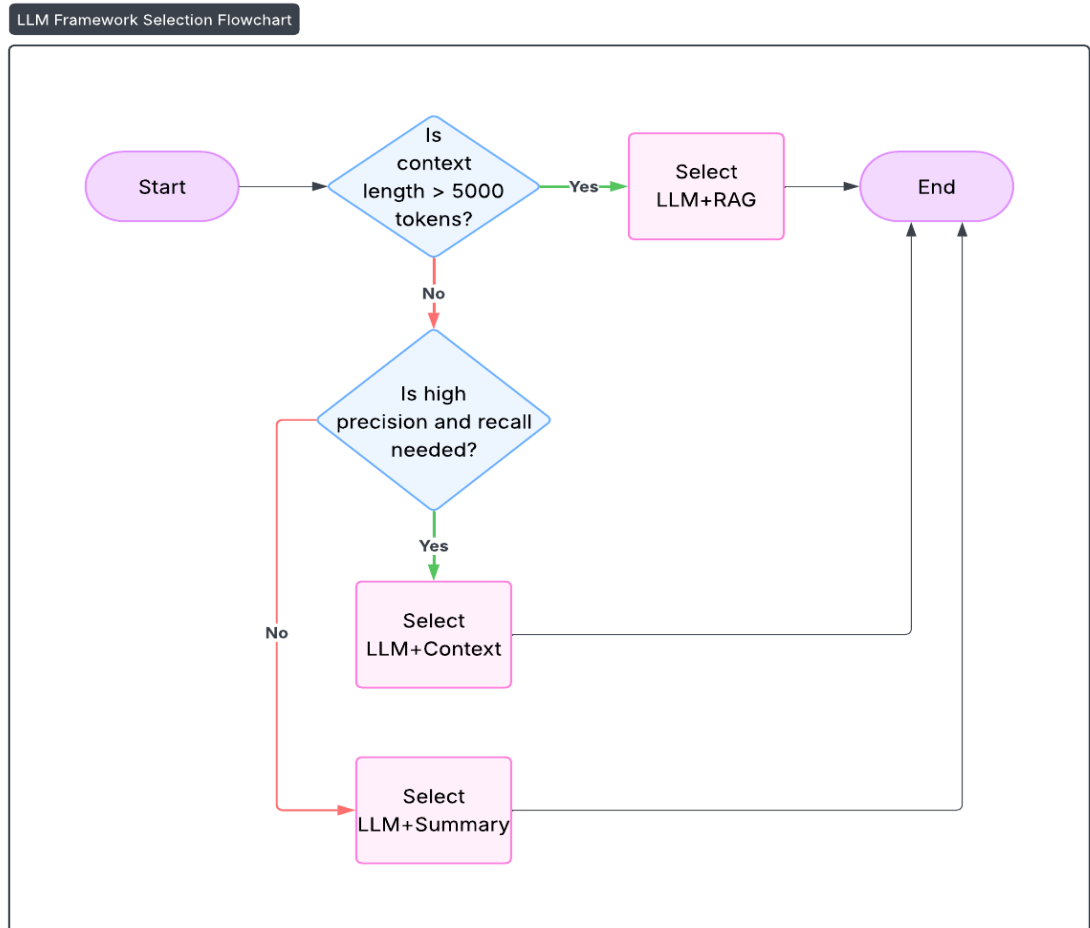 LLM Framework Selection Flowchart
Start
Is
context
length > 5000
tokens?
Yes
Select
LLM+RAG
End
No
Is high
precision and recall
needed?
Yes
Select
LLM+Context
No
Select
LLM+Summary